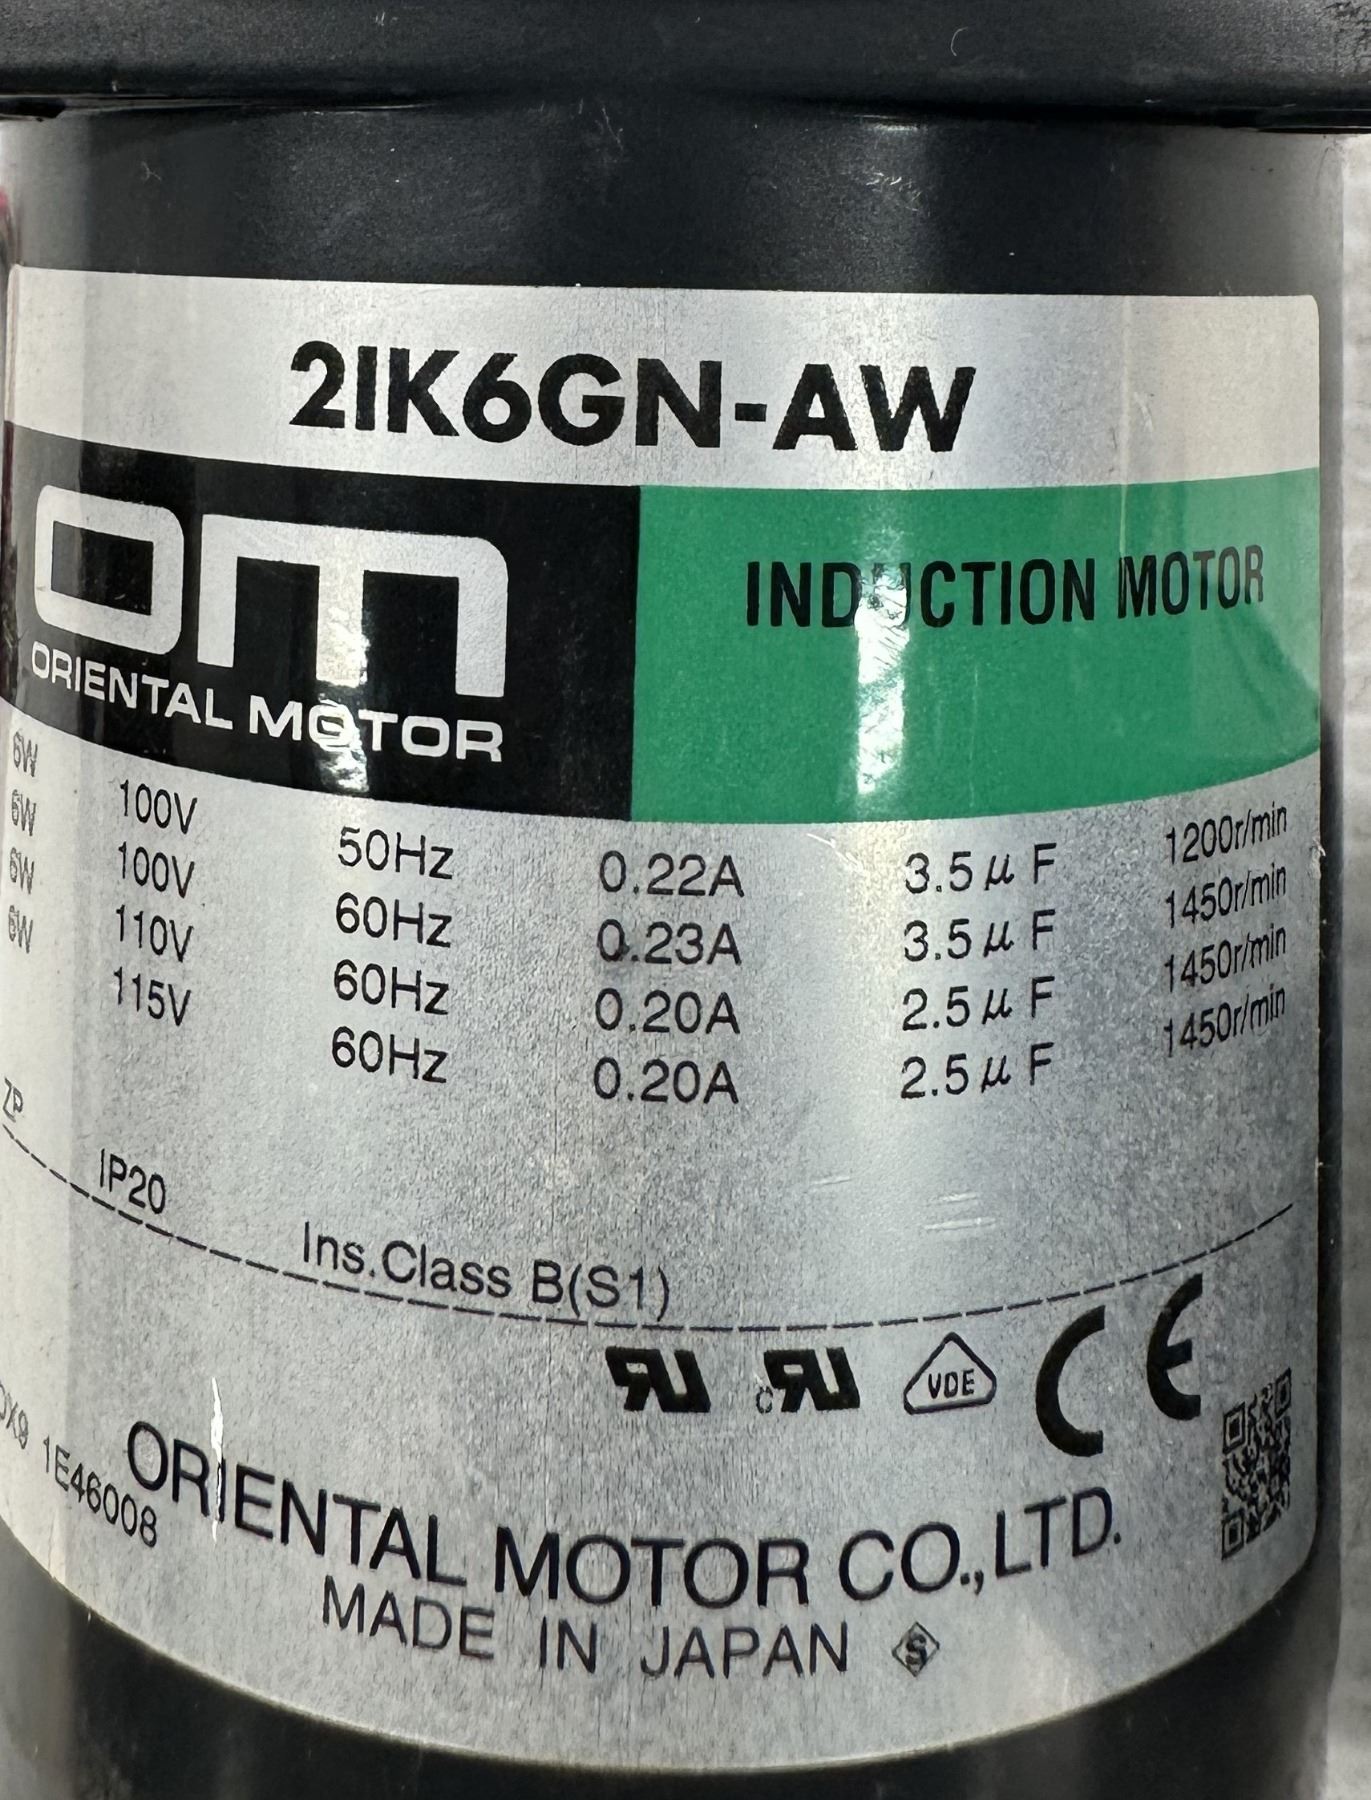 2IK6GN-AW
om
ORIENTAL MOTOR
INDUCTION MOTOR
6W 100V 50Hz 0.22A 3.5μF 1200r/min
6W 100V 60Hz 0.23A 3.5μF 1450r/min
6W 110V 60Hz 0.20A 2.5μF 1450r/min
6W 115V 60Hz 0.20A 2.5μF 1450r/min
ZP IP20 Ins.Class B(S1)
c VDE CE
1E46008
ORIENTAL MOTOR CO.,LTD.
MADE IN JAPAN S